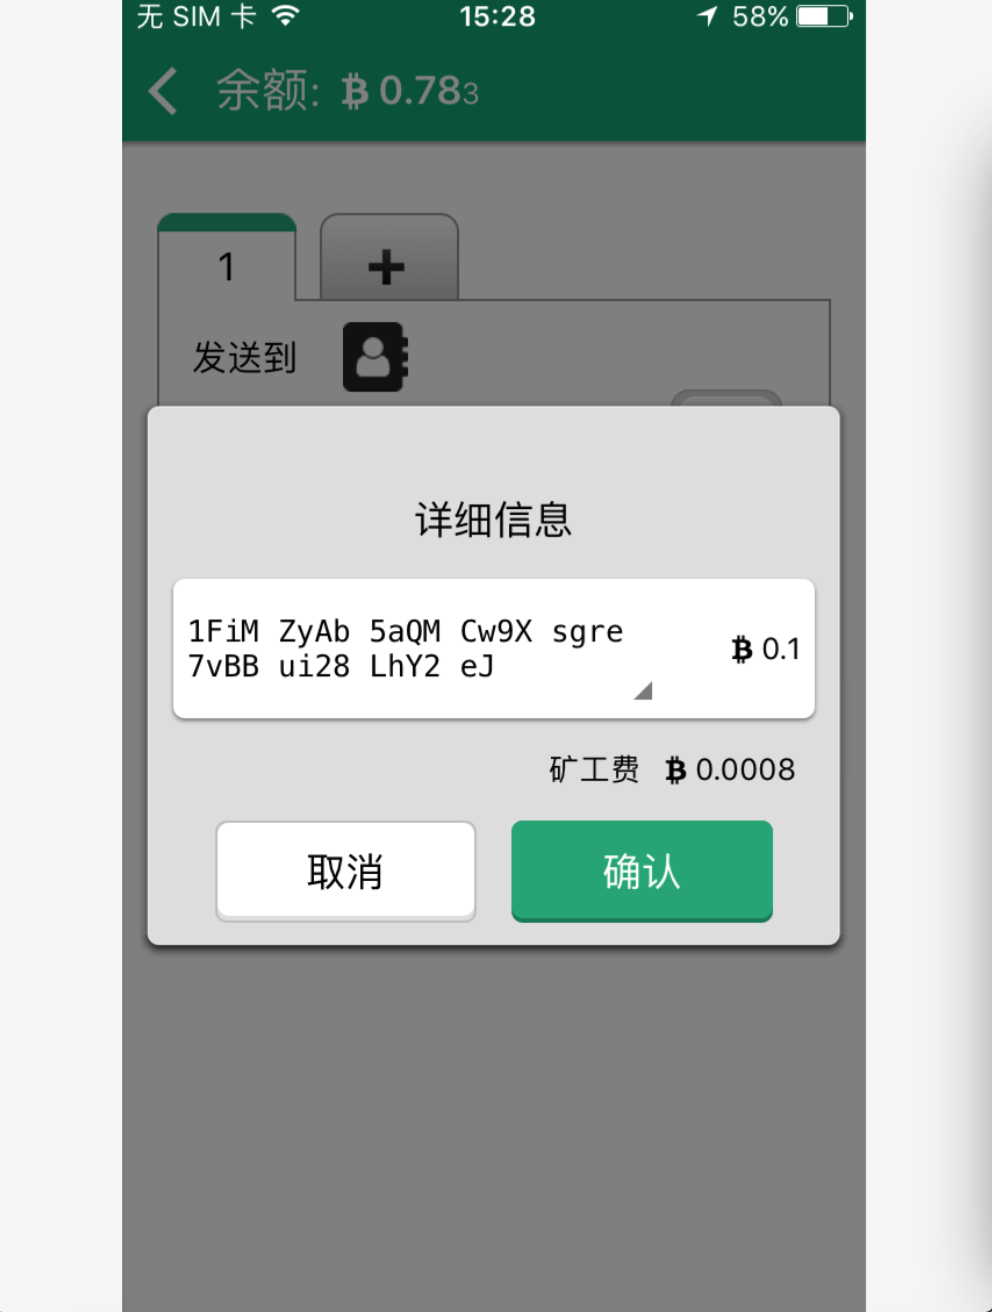 无 SIM 卡 15:28 58%
余额: ₿ 0.783
1 +
发送到
详细信息
1FiM ZyAb 5aQM Cw9X sgre
7vBB ui28 LhY2 eJ
₿ 0.1
矿工费 ₿ 0.0008
取消 确认